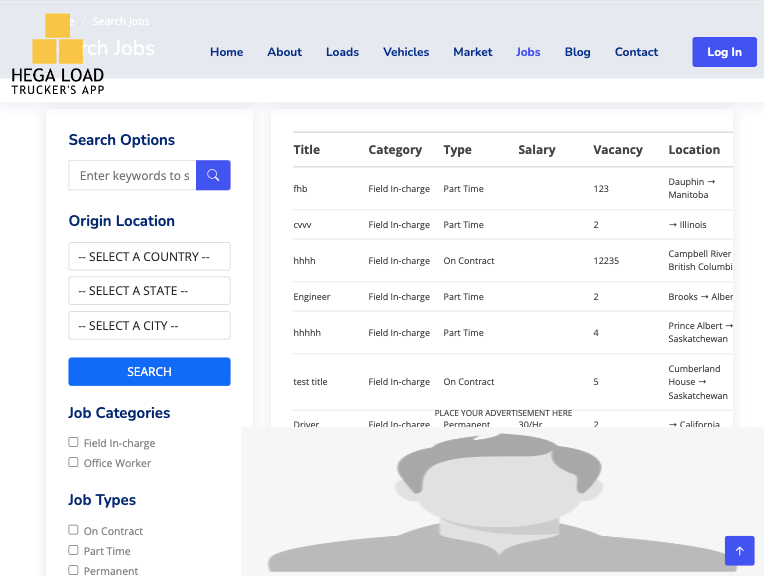 Search Jobs
Search Jobs
HEGA LOAD
TRUCKER'S APP
Home About Loads Vehicles Market Jobs Blog Contact Log In
Search Options
Enter keywords to s
Origin Location
-- SELECT A COUNTRY --
-- SELECT A STATE --
-- SELECT A CITY --
SEARCH
Job Categories
Field In-charge
Office Worker
Job Types
On Contract
Part Time
Permanent
Title Category Type Salary Vacancy Location
fhb Field In-charge Part Time 123 Dauphin →
Manitoba
cvvv Field In-charge Part Time 2 → Illinois
hhhh Field In-charge On Contract 12235 Campbell River
British Columbi
Engineer Field In-charge Part Time 2 Brooks → Alber
hhhhh Field In-charge Part Time 4 Prince Albert →
Saskatchewan
test title Field In-charge On Contract 5 Cumberland
House →
Saskatchewan
PLACE YOUR ADVERTISEMENT HERE
Driver Field In-charge Permanent 30/Hr 2 → California